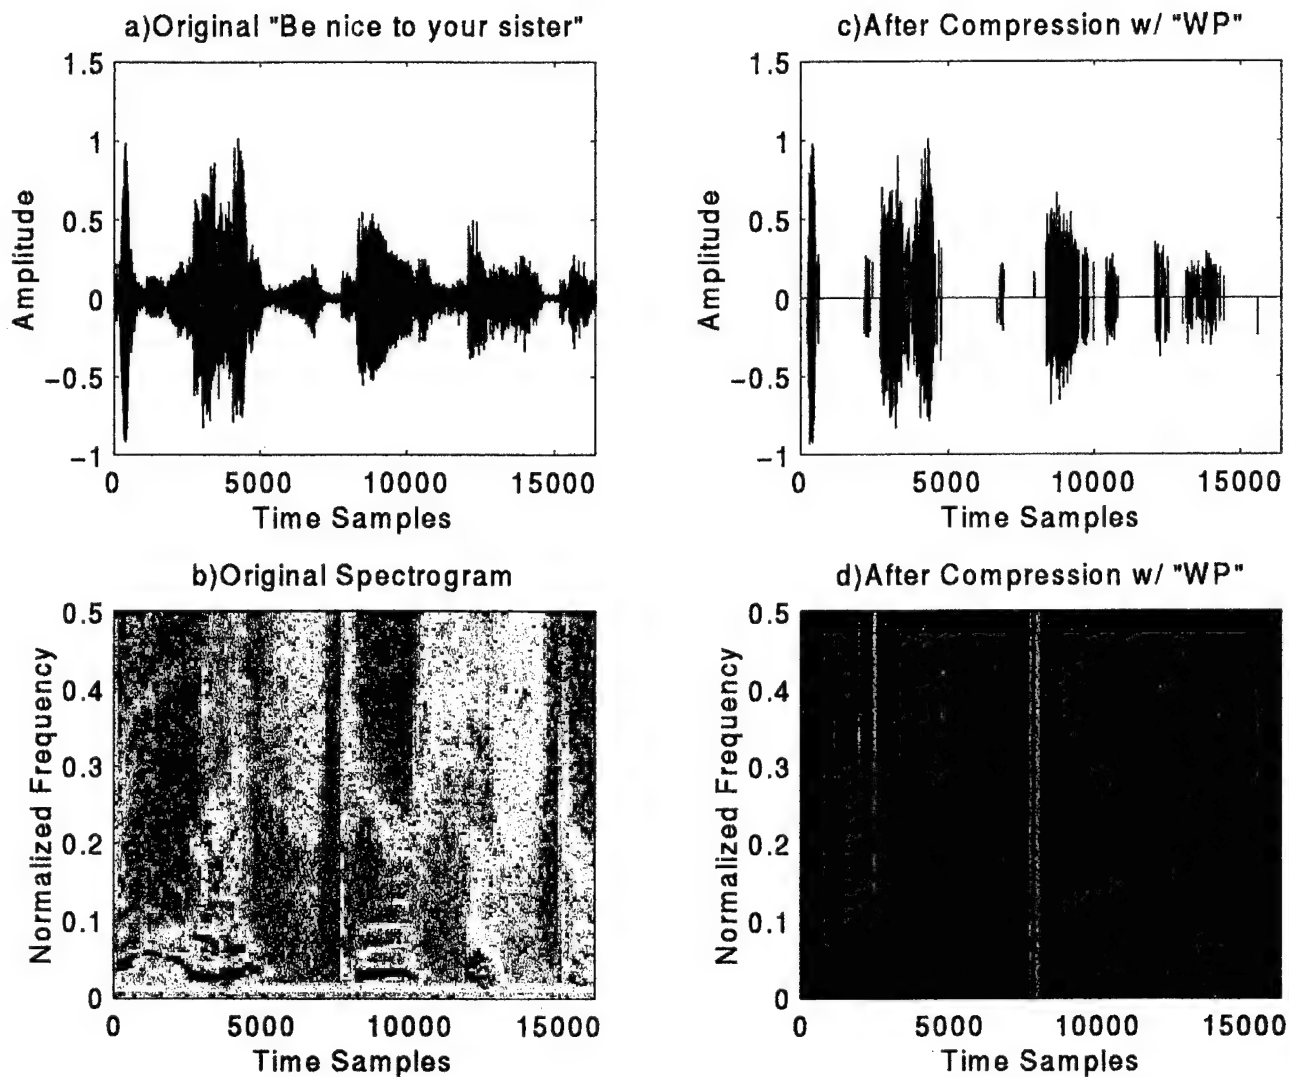 a)Original "Be nice to your sister"
1.5
1
0.5
0
−0.5
−1
Amplitude
0 5000 10000 15000
Time Samples
c)After Compression w/ "WP"
1.5
1
0.5
0
−0.5
−1
Amplitude
0 5000 10000 15000
Time Samples
b)Original Spectrogram
0.5
0.4
0.3
0.2
0.1
0
Normalized Frequency
0 5000 10000 15000
Time Samples
d)After Compression w/ "WP"
0.5
0.4
0.3
0.2
0.1
0
Normalized Frequency
0 5000 10000 15000
Time Samples